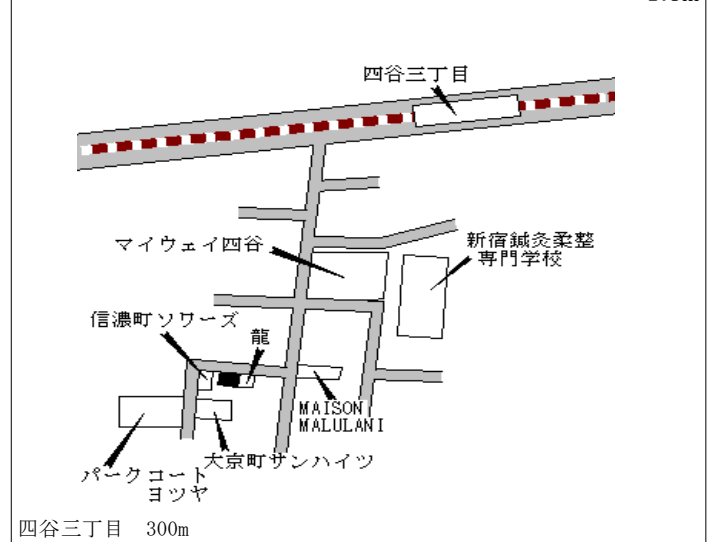 四谷三丁目
マイウェイ四谷
新宿鍼灸柔整
専門学校
信濃町ソワーズ
龍
MAISON
MALULANI
大京町サンハイツ
パークコート
ヨツヤ
四谷三丁目　300m